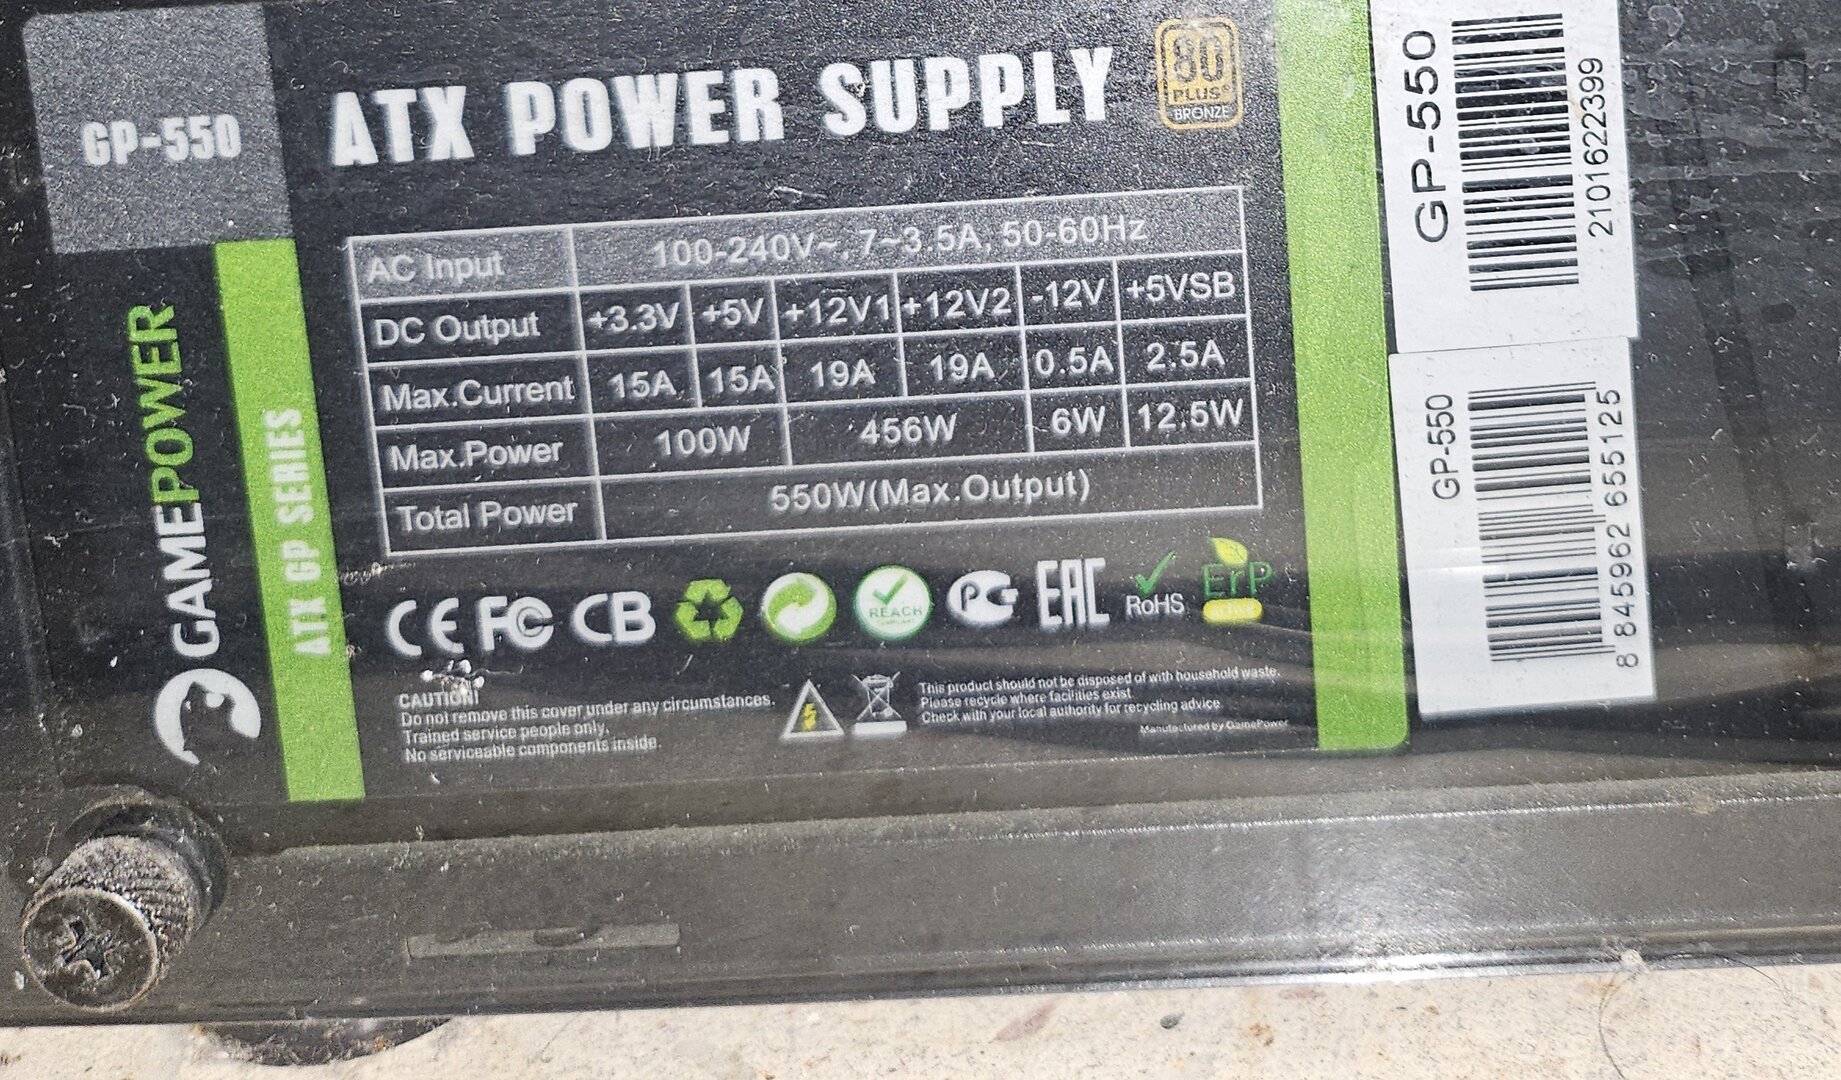 GP-550
ATX POWER SUPPLY
80
PLUS
BRONZE
AC Input 100-240V~, 7~3.5A, 50-60Hz
DC Output +3.3V +5V +12V1 +12V2 -12V +5VSB
Max.Current 15A 15A 19A 19A 0.5A 2.5A
Max.Power 100W 456W 6W 12.5W
Total Power 550W(Max.Output)
GAMEPOWER
ATX GP SERIES
CE FC CB REACH PG EAC RoHS ErP
active
CAUTION!
Do not remove this cover under any circumstances.
Trained service people only.
No serviceable components inside.
This product should not be disposed of with household waste.
Please recycle where facilities exist
Check with your local authority for recycling advice
Manufactured by GamePower
GP-550
2101622399
GP-550
8 845962 655125